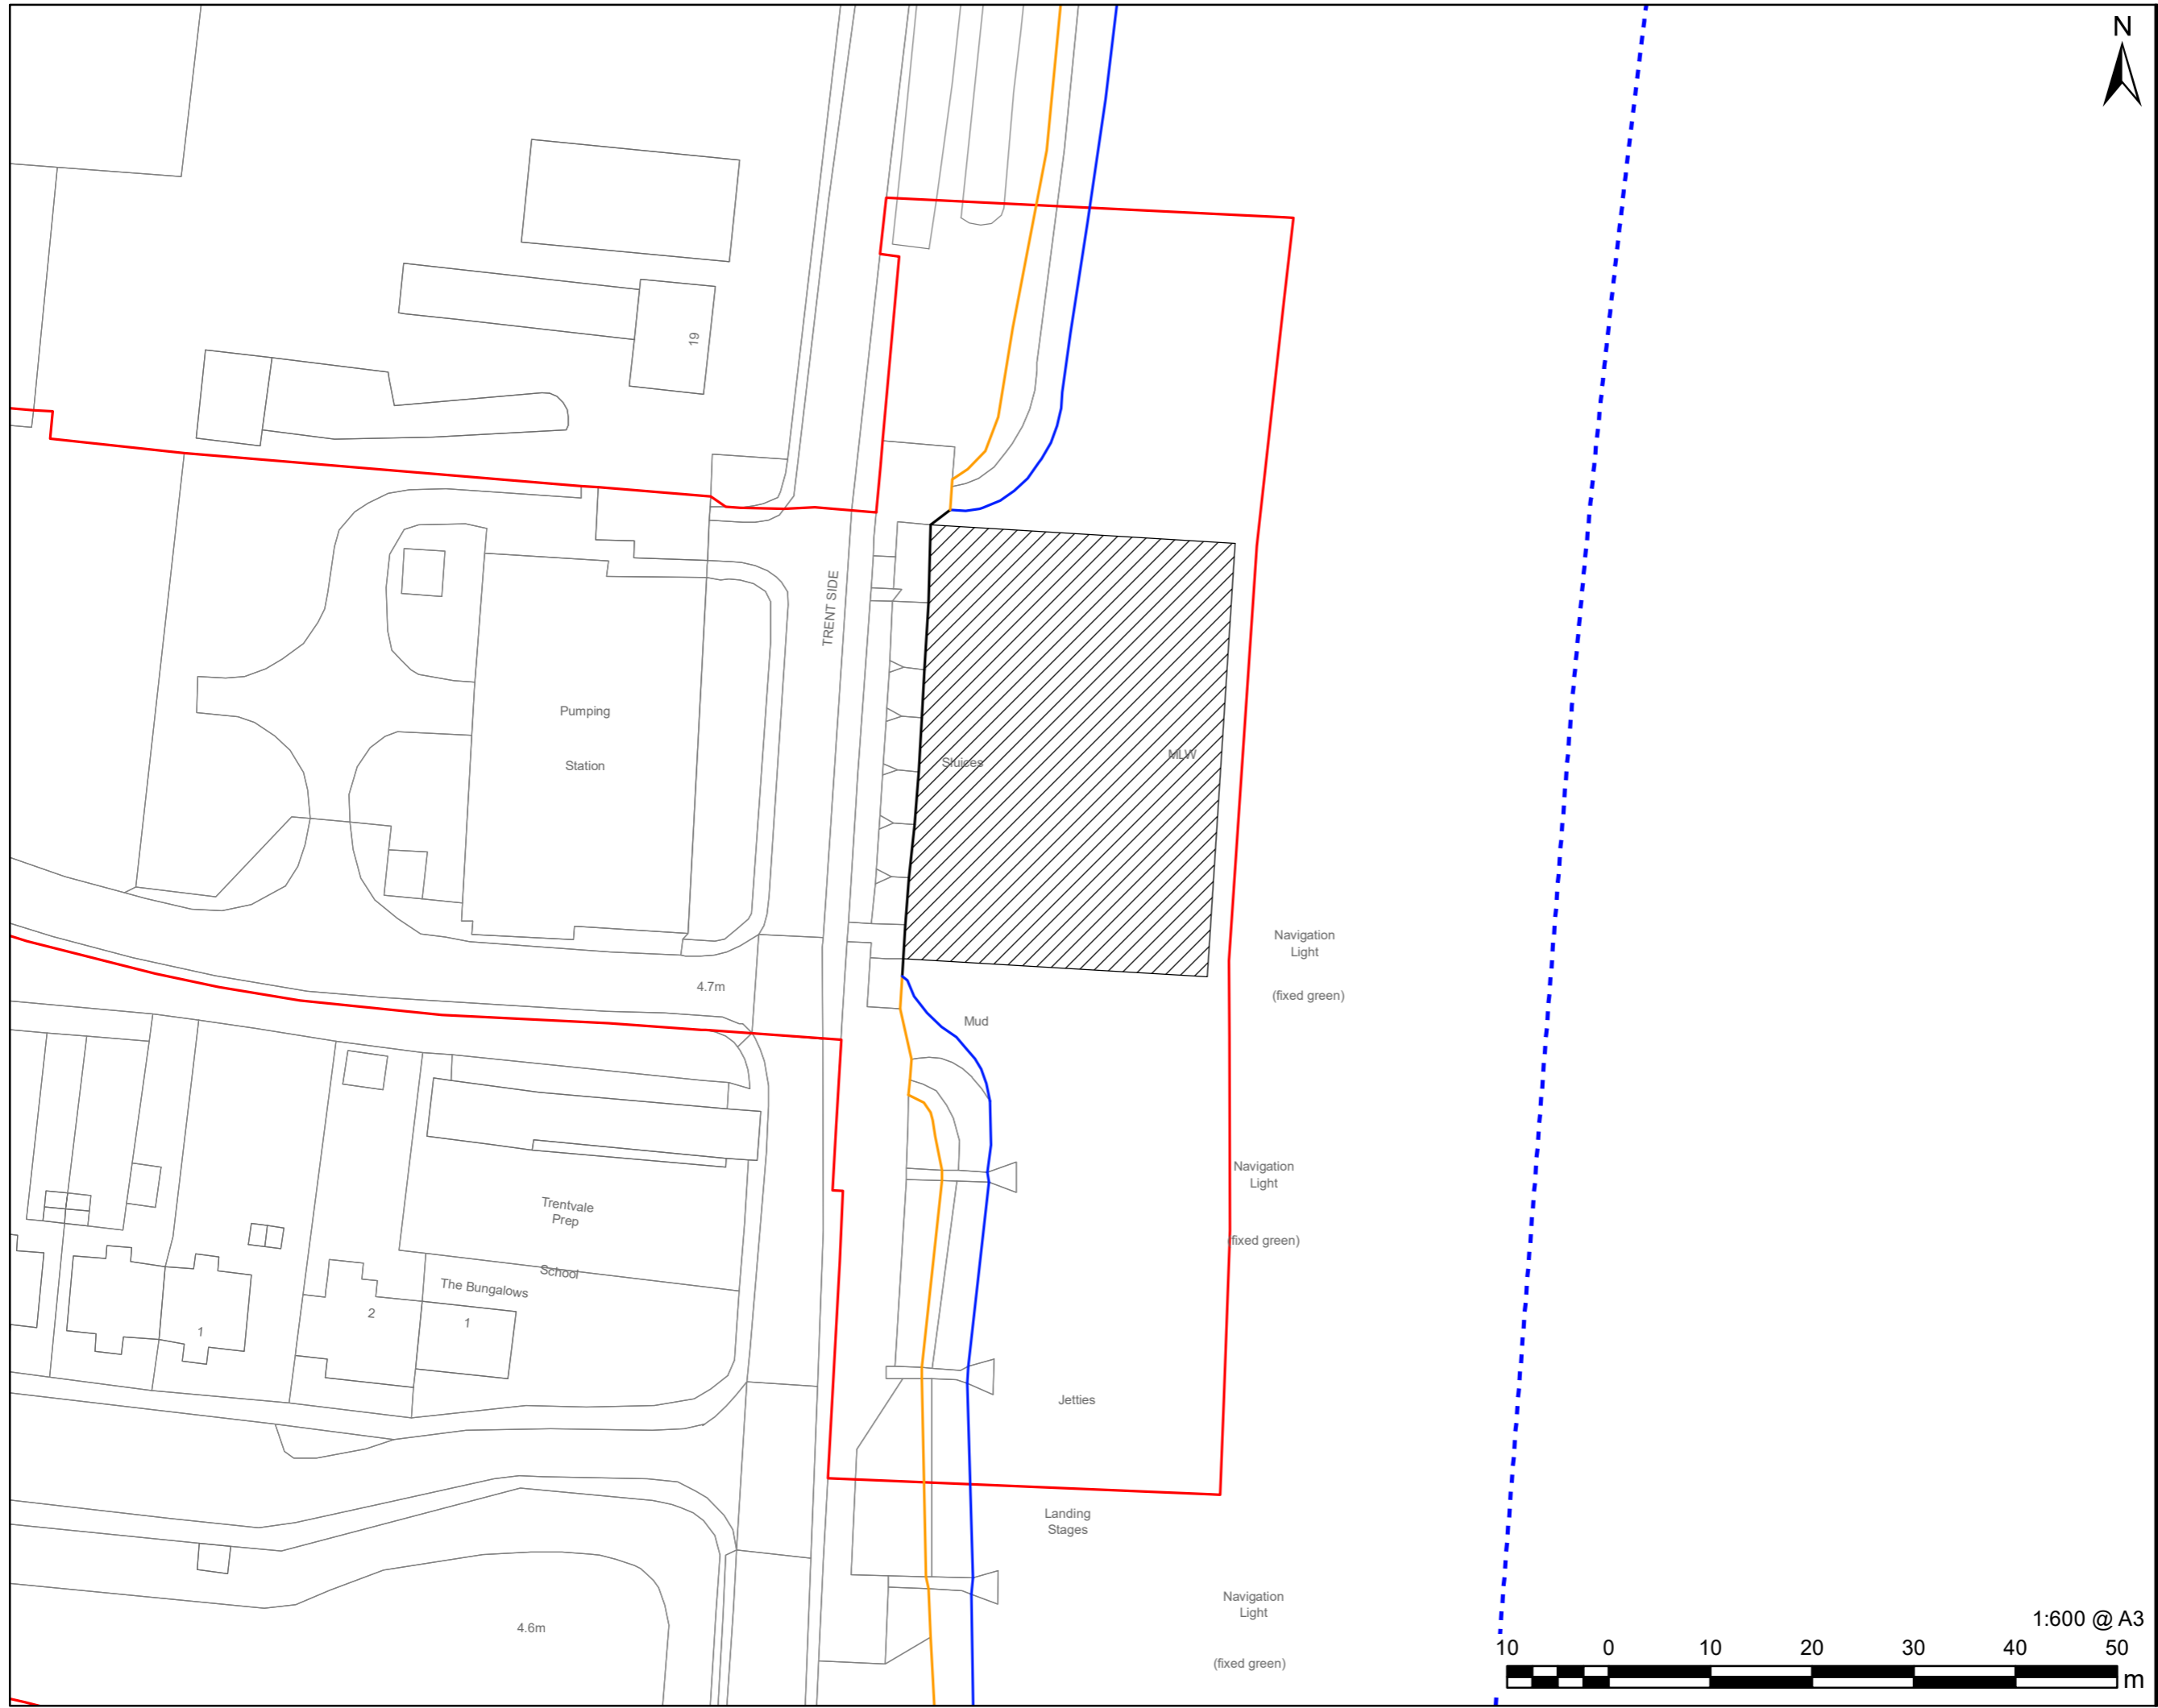 N
19
TRENT SIDE
Pumping
Station
Sluices
MLW
Navigation
Light
(fixed green)
4.7m
Mud
Navigation
Light
(fixed green)
Trentvale
Prep
School
The Bungalows
2
1
1
Jetties
Landing
Stages
Navigation
Light
(fixed green)
4.6m
1:600 @ A3
10 0 10 20 30 40 50
m